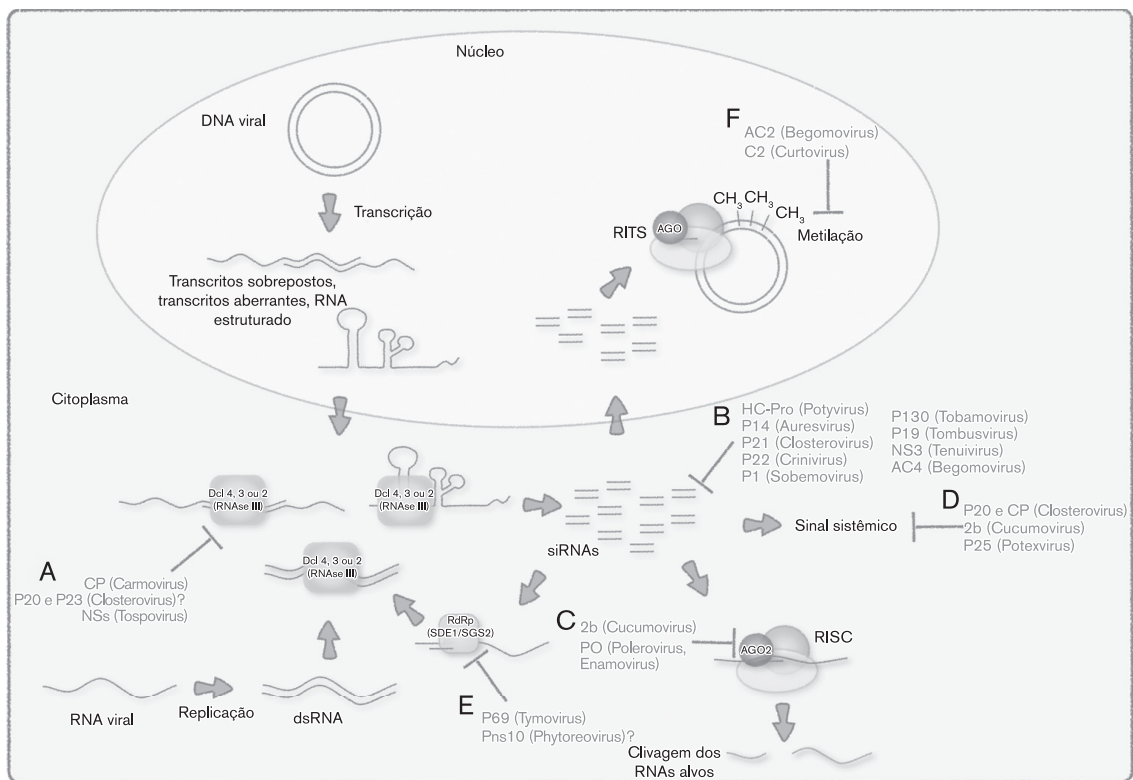 Núcleo
DNA viral
Transcrição
Transcritos sobrepostos,
transcritos aberrantes, RNA
estruturado
F
AC2 (Begomovirus)
C2 (Curtovirus)
CH3
CH3
CH3
RITS
AGO
Metilação
Citoplasma
B
HC-Pro (Potyvirus)
P14 (Auresvirus)
P21 (Closterovirus)
P22 (Crinivirus)
P1 (Sobemovirus)
P130 (Tobamovirus)
P19 (Tombusvirus)
NS3 (Tenuivirus)
AC4 (Begomovirus)
Dcl 4, 3 ou 2
(RNAse III)
Dcl 4, 3 ou 2
(RNAse III)
siRNAs
Sinal sistêmico
D
P20 e CP (Closterovirus)
2b (Cucumovirus)
P25 (Potexvirus)
Dcl 4, 3 ou 2
(RNAse III)
A
CP (Carmovirus)
P20 e P23 (Closterovirus)?
NSs (Tospovirus)
RdRp
(SDE1/SGS2)
C
2b (Cucumovirus)
PO (Polerovirus,
Enamovirus)
RISC
AGO2
RNA viral
Replicação
dsRNA
E
P69 (Tymovirus)
Pns10 (Phytoreovirus)?
Clivagem dos
RNAs alvos